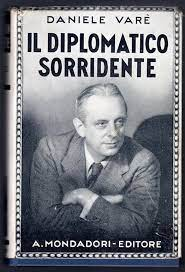 DANIELE VARÈ
IL DIPLOMATICO
SORRIDENTE
A. MONDADORI - EDITORE